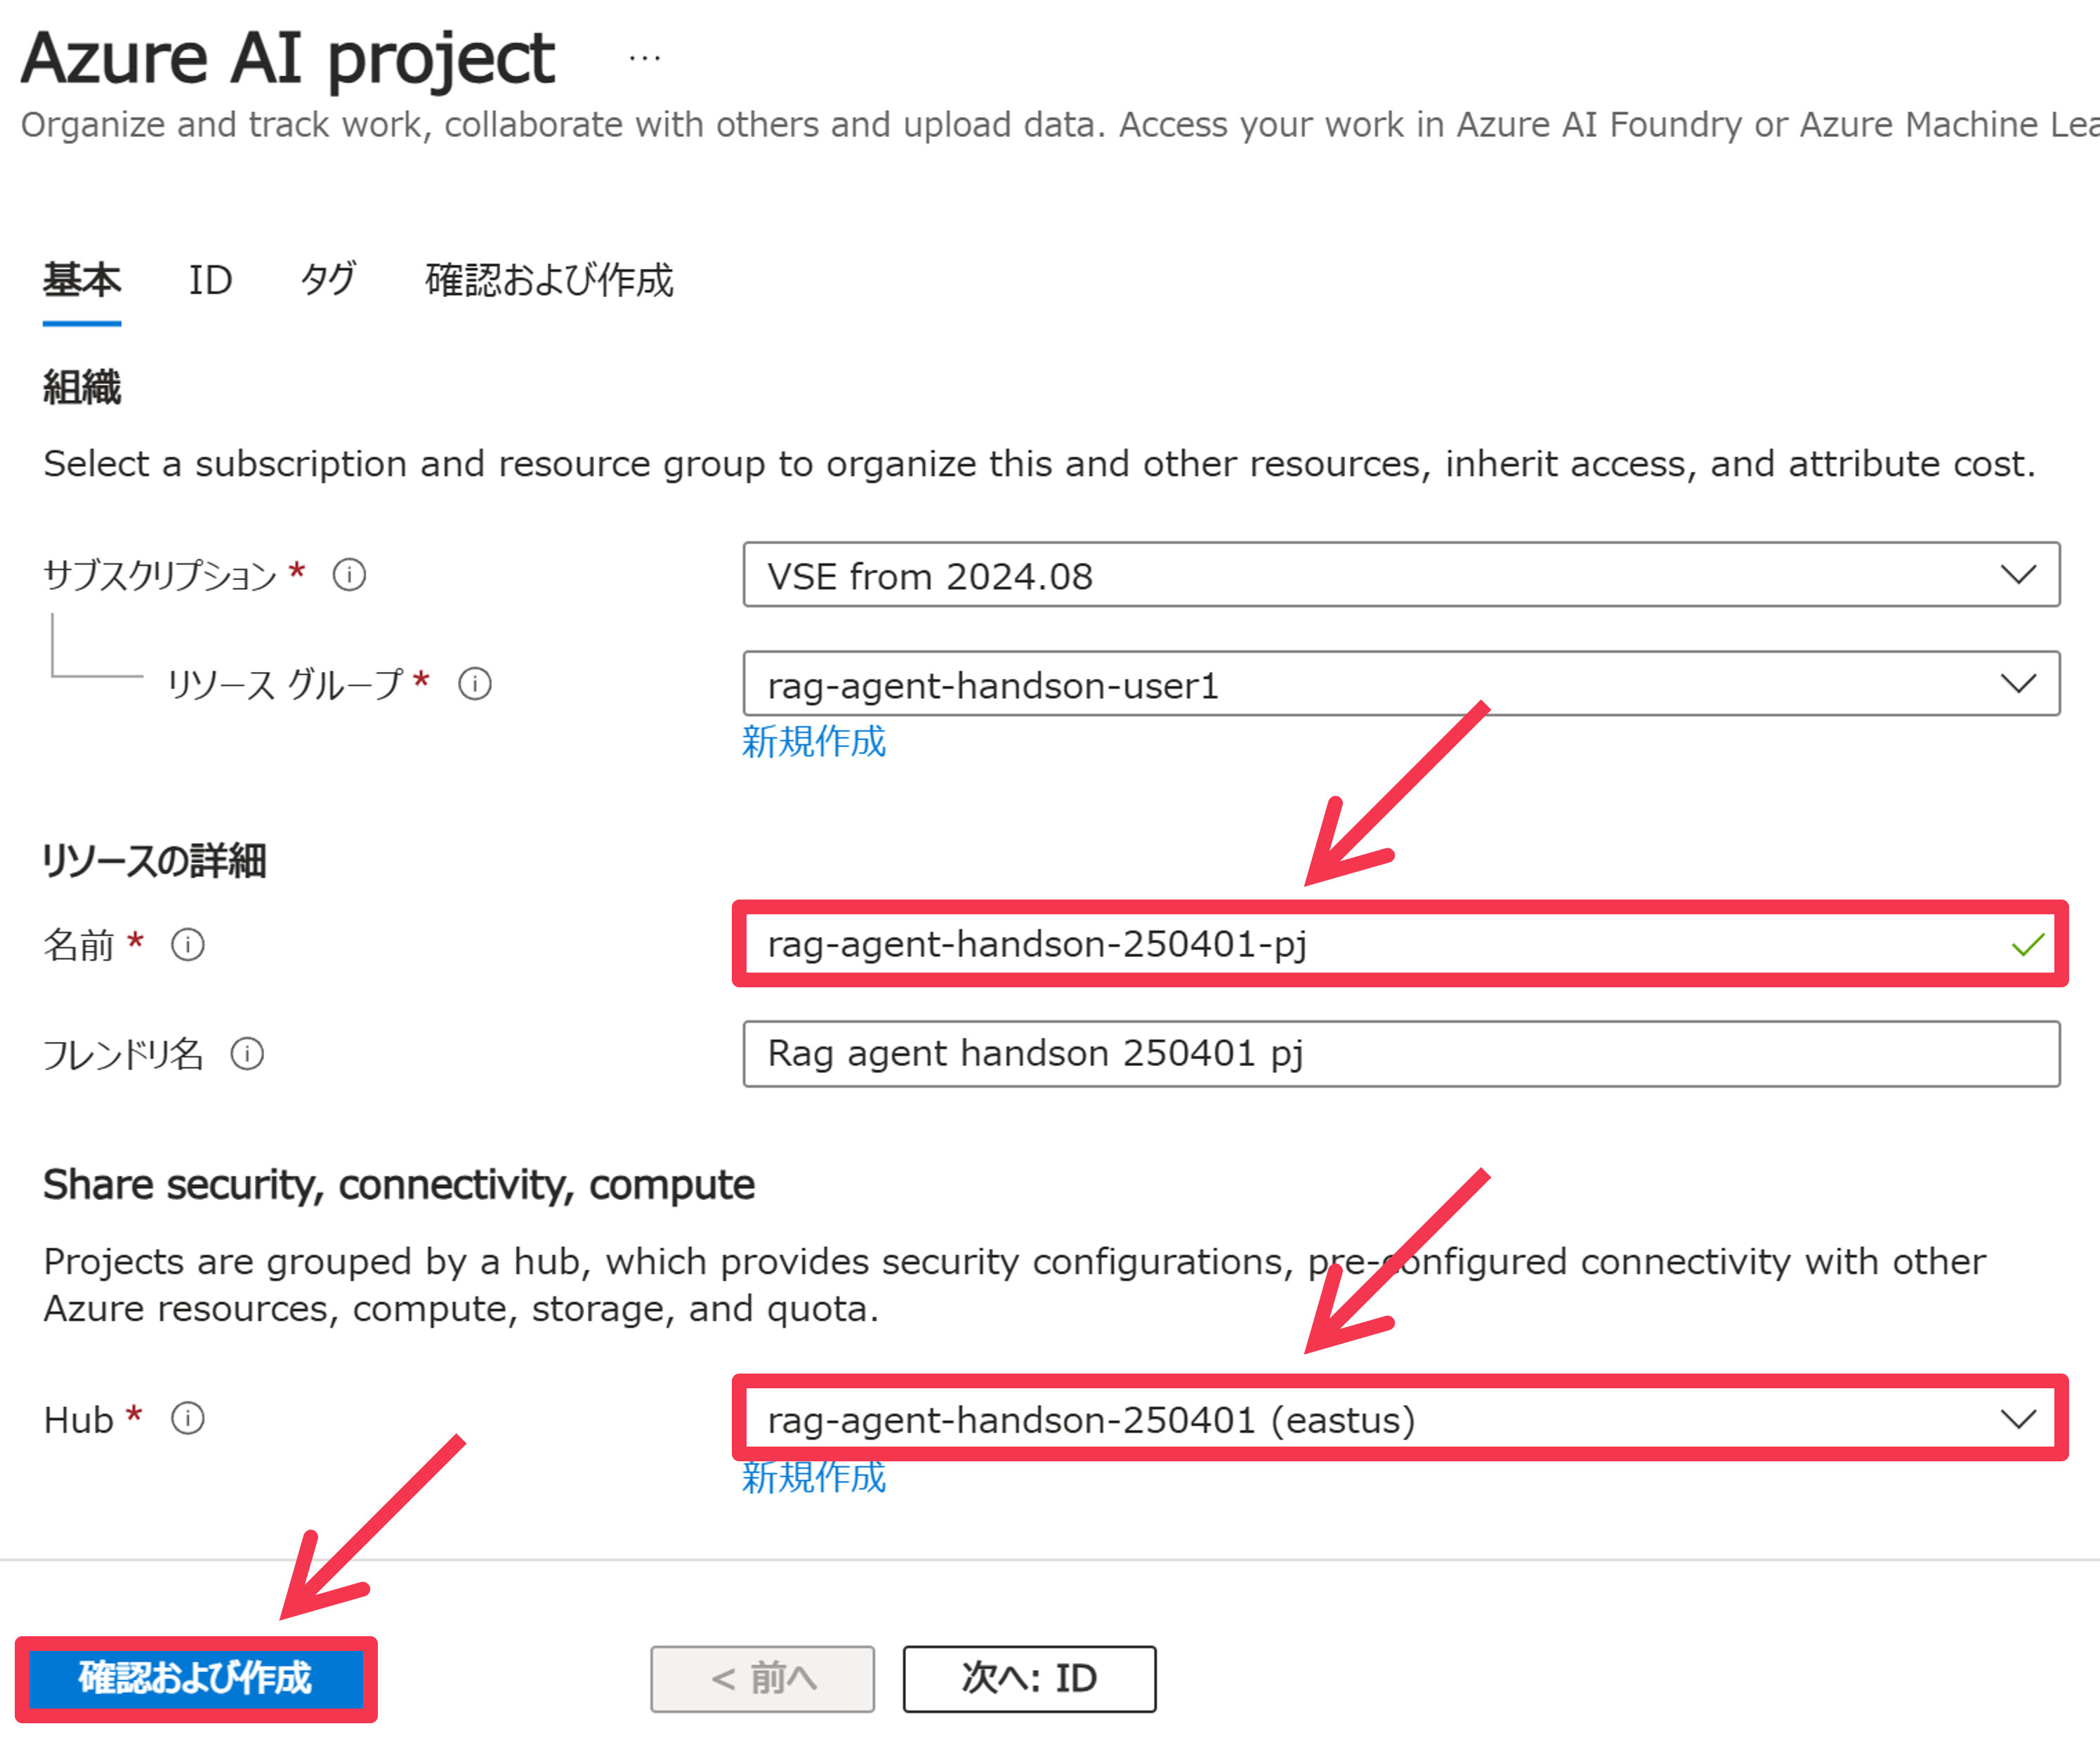 Azure AI project ...
Organize and track work, collaborate with others and upload data. Access your work in Azure AI Foundry or Azure Machine Lea
基本 ID タグ 確認および作成
組織
Select a subscription and resource group to organize this and other resources, inherit access, and attribute cost.
サブスクリプション * VSE from 2024.08
リソース グループ * rag-agent-handson-user1
新規作成
リソースの詳細
名前 * rag-agent-handson-250401-pj
フレンドリ名 Rag agent handson 250401 pj
Share security, connectivity, compute
Projects are grouped by a hub, which provides security configurations, pre-configured connectivity with other
Azure resources, compute, storage, and quota.
Hub * rag-agent-handson-250401 (eastus)
新規作成
確認および作成 < 前へ 次へ: ID